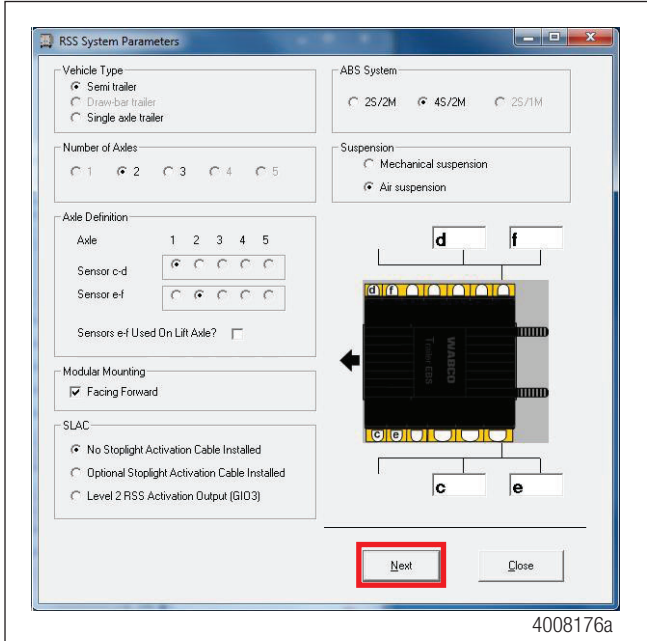 RSS System Parameters
Vehicle Type
Semi trailer
Draw-bar trailer
Single axle trailer
ABS System
2S/2M 4S/2M 2S/1M
Number of Axles
1 2 3 4 5
Suspension
Mechanical suspension
Air suspension
Axle Definition
Axle 1 2 3 4 5
Sensor c-d
Sensor e-f
Sensors e-f Used On Lift Axle?
d f
d f
WABCO
Trailer EBS
c e
c e
Modular Mounting
Facing Forward
SLAC
No Stoplight Activation Cable Installed
Optional Stoplight Activation Cable Installed
Level 2 RSS Activation Output (GIO3)
Next Close
4008176a